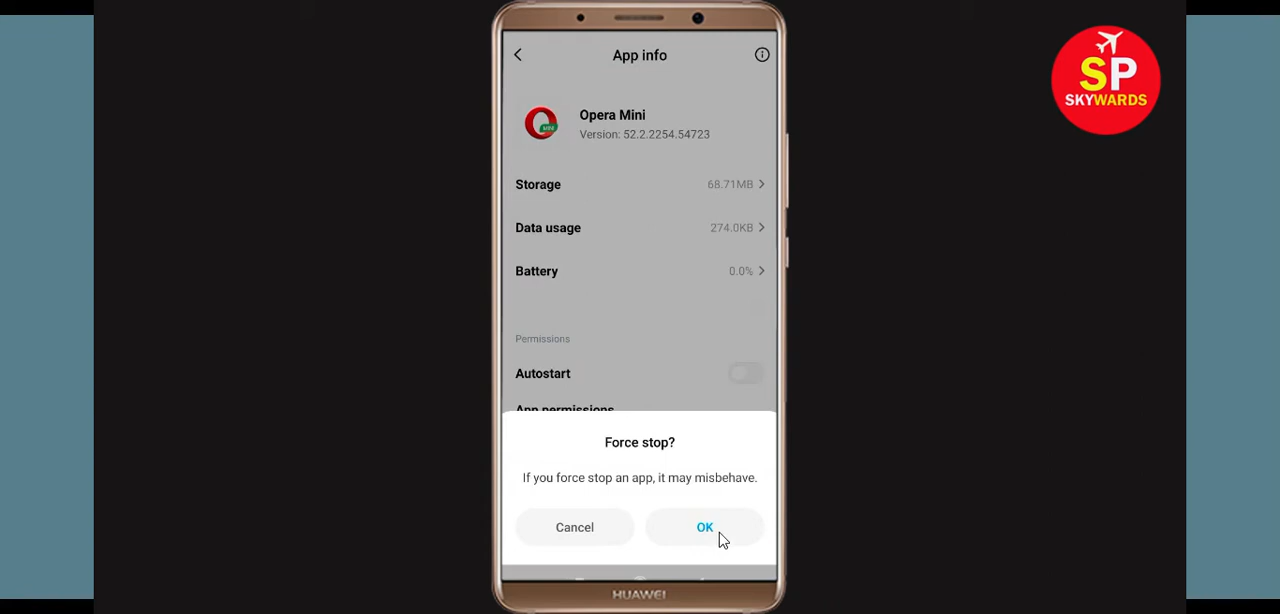 App info
Opera Mini
Version: 52.2.2254.54723
Storage 68.71MB
Data usage 274.0KB
Battery 0.0%
Permissions
Autostart
App permissions
Force stop?
If you force stop an app, it may misbehave.
Cancel OK
HUAWEI
SP
SKYWARDS
MINI